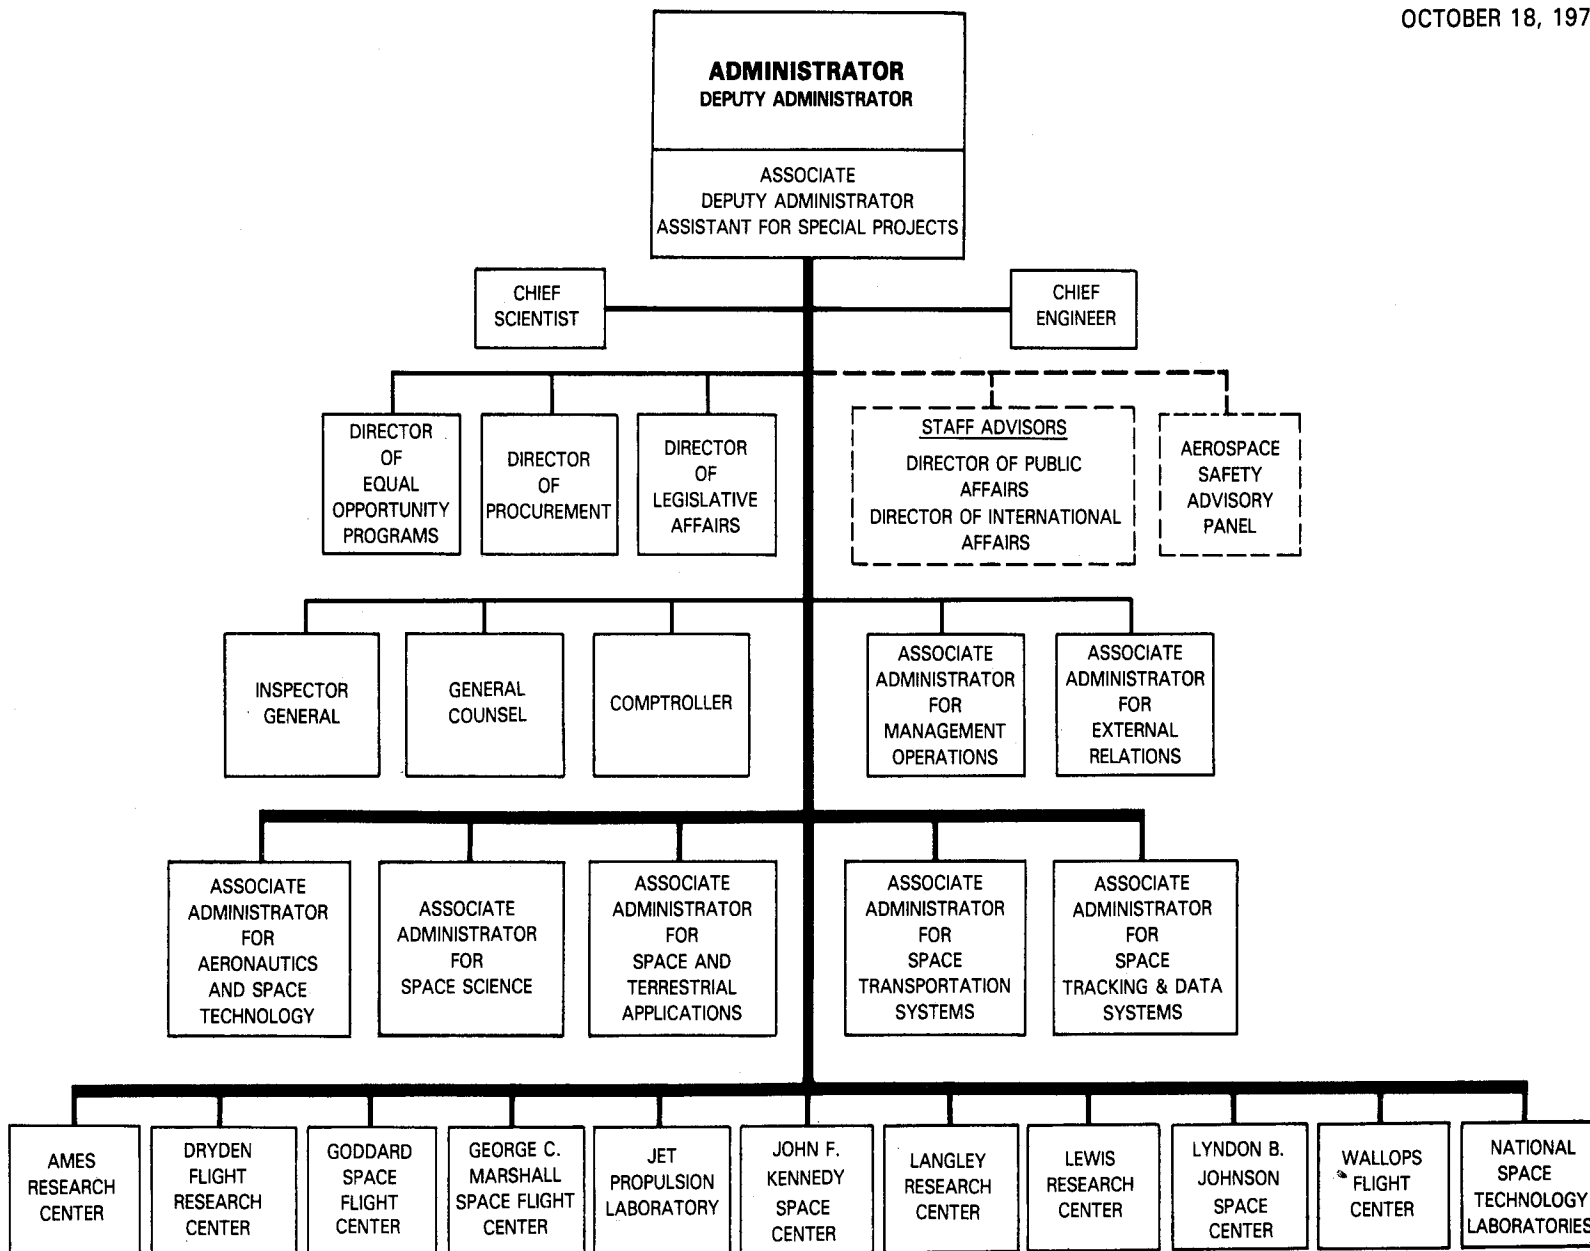 OCTOBER 18, 197
ADMINISTRATOR
DEPUTY ADMINISTRATOR
ASSOCIATE
DEPUTY ADMINISTRATOR
ASSISTANT FOR SPECIAL PROJECTS
CHIEF
SCIENTIST
CHIEF
ENGINEER
DIRECTOR
OF
EQUAL
OPPORTUNITY
PROGRAMS
DIRECTOR
OF
PROCUREMENT
DIRECTOR
OF
LEGISLATIVE
AFFAIRS
STAFF ADVISORS
DIRECTOR OF PUBLIC
AFFAIRS
DIRECTOR OF INTERNATIONAL
AFFAIRS
AEROSPACE
SAFETY
ADVISORY
PANEL
INSPECTOR
GENERAL
GENERAL
COUNSEL
COMPTROLLER
ASSOCIATE
ADMINISTRATOR
FOR
MANAGEMENT
OPERATIONS
ASSOCIATE
ADMINISTRATOR
FOR
EXTERNAL
RELATIONS
ASSOCIATE
ADMINISTRATOR
FOR
AERONAUTICS
AND SPACE
TECHNOLOGY
ASSOCIATE
ADMINISTRATOR
FOR
SPACE SCIENCE
ASSOCIATE
ADMINISTRATOR
FOR
SPACE AND
TERRESTRIAL
APPLICATIONS
ASSOCIATE
ADMINISTRATOR
FOR
SPACE
TRANSPORTATION
SYSTEMS
ASSOCIATE
ADMINISTRATOR
FOR
SPACE
TRACKING & DATA
SYSTEMS
AMES
RESEARCH
CENTER
DRYDEN
FLIGHT
RESEARCH
CENTER
GODDARD
SPACE
FLIGHT
CENTER
GEORGE C.
MARSHALL
SPACE FLIGHT
CENTER
JET
PROPULSION
LABORATORY
JOHN F.
KENNEDY
SPACE
CENTER
LANGLEY
RESEARCH
CENTER
LEWIS
RESEARCH
CENTER
LYNDON B.
JOHNSON
SPACE
CENTER
WALLOPS
FLIGHT
CENTER
NATIONAL
SPACE
TECHNOLOGY
LABORATORIES